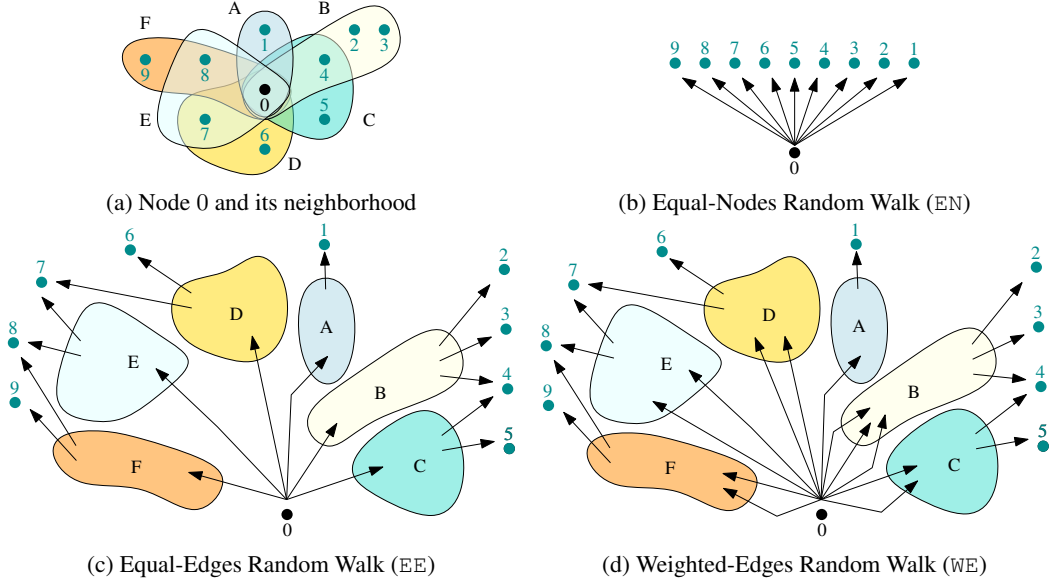 A
B
F
1
2
3
9
8
4
0
5
E
7
6
C
D
(a) Node 0 and its neighborhood
9 8 7 6 5 4 3 2 1
0
(b) Equal-Nodes Random Walk (EN)
1
6
2
7
3
8
D
A
B
E
4
9
5
F
C
0
(c) Equal-Edges Random Walk (EE)
1
6
2
7
3
8
D
A
B
E
4
9
5
F
C
0
(d) Weighted-Edges Random Walk (WE)